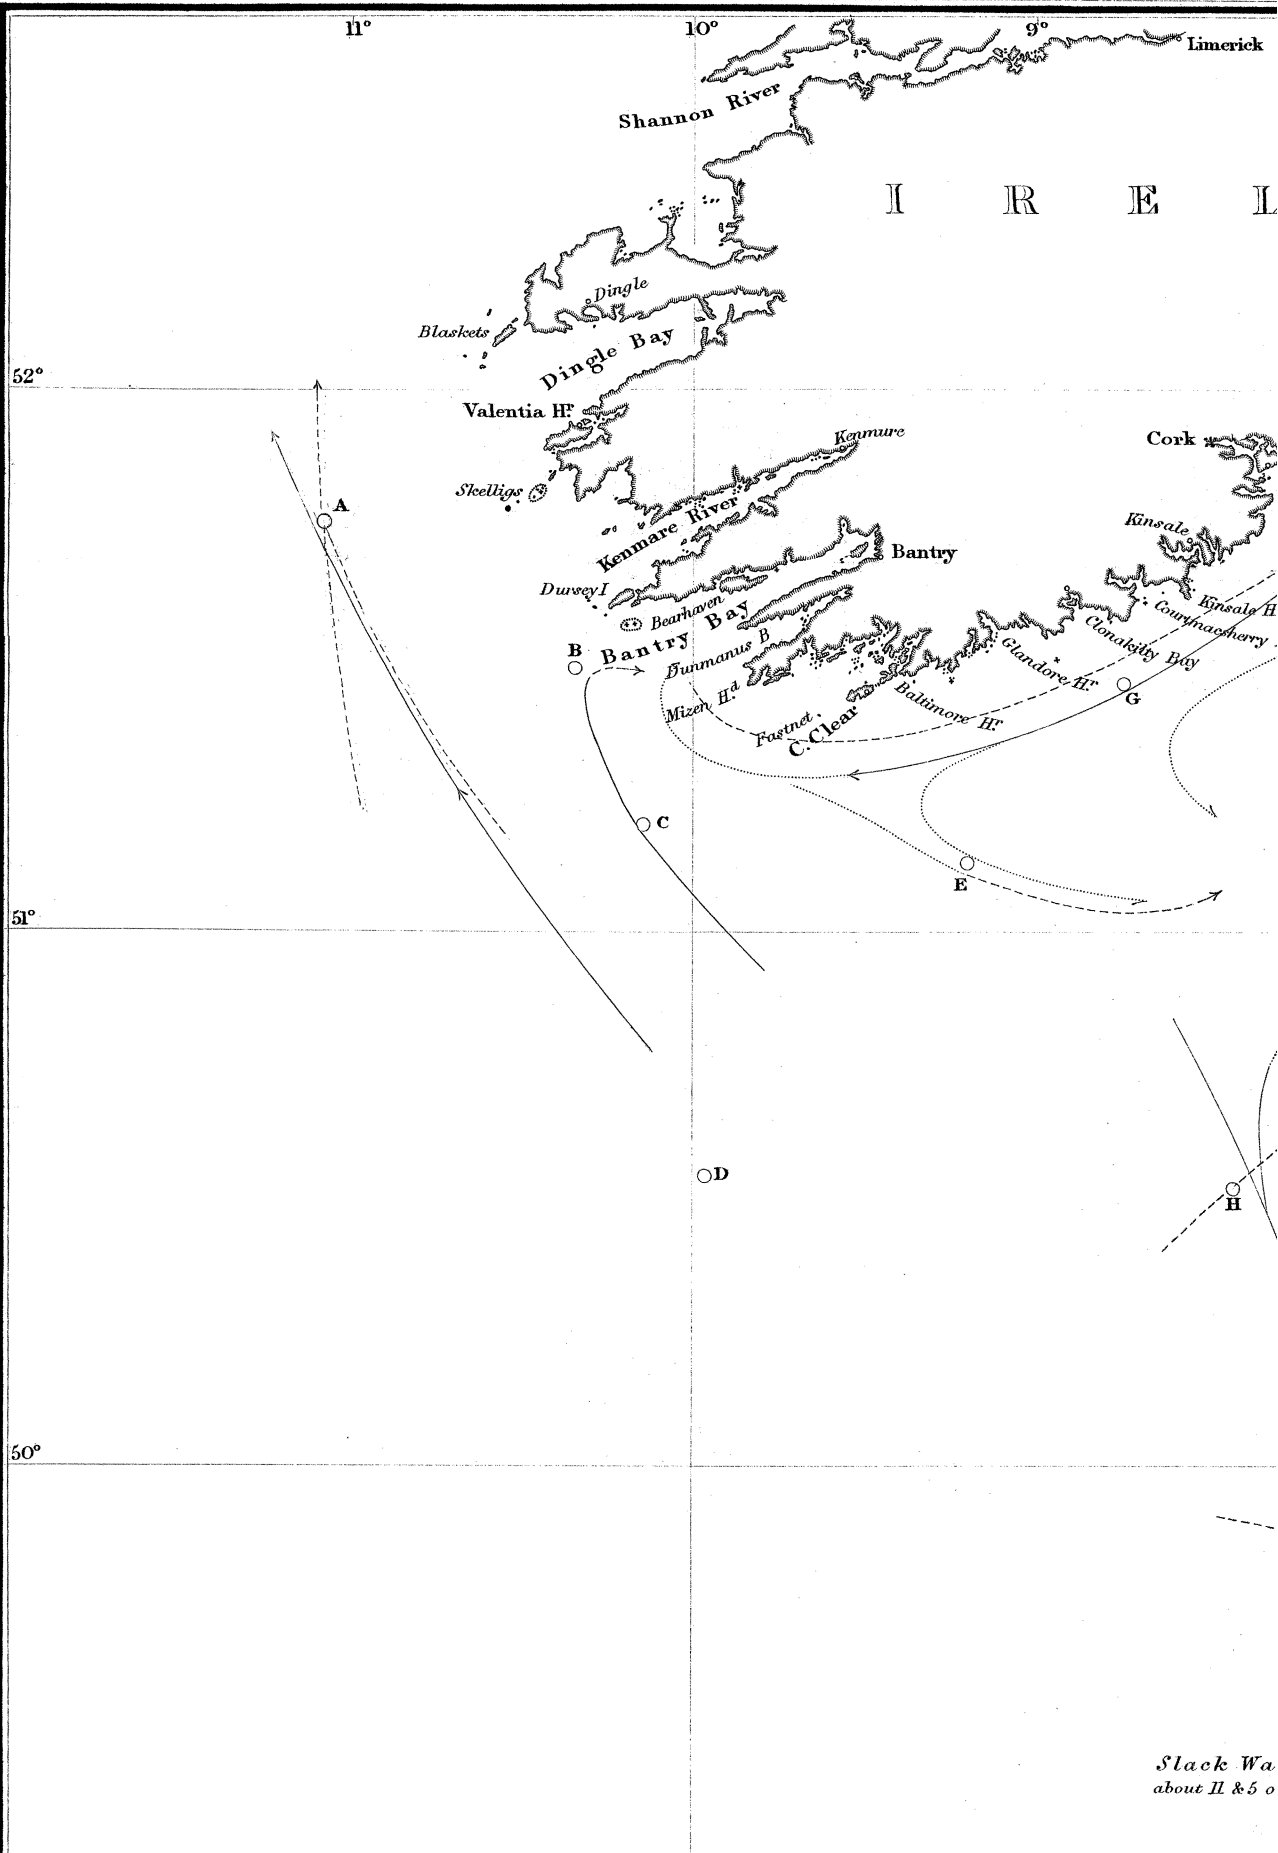 11°
10°
9°
Limerick
Shannon River
I R E L
Dingle
Blaskets
Dingle Bay
52°
Valentia Hr.
Kenmure
Cork
Skelligs
A
Kenmare River
Kinsale
Bantry
Dursey I
Bearhaven
Kinsale H
Bantry Bay
Courtmacsherry
Clonakilty Bay
B
Dunmanus B
Glandore Hr
Mizen Hd.
G
Baltimore Hr.
Fastnet.
C. Clear
C
E
51°
D
H
50°
Slack Wa
about 11 & 5 o